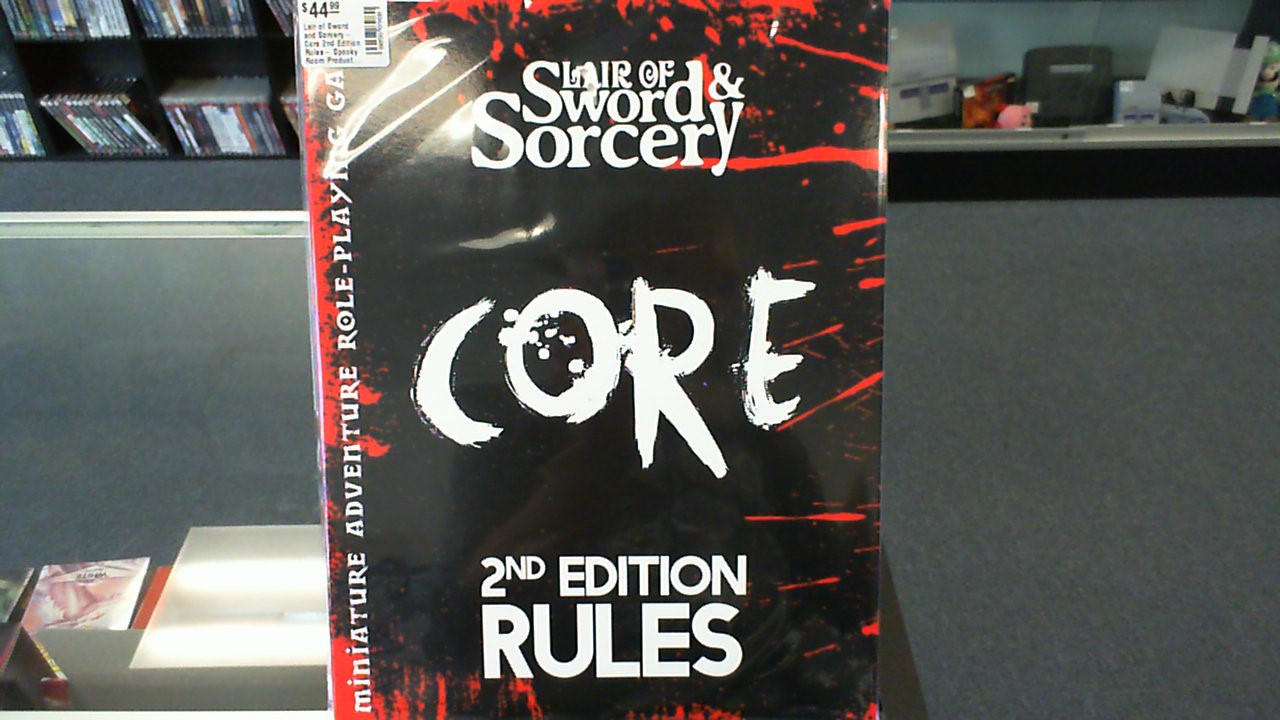 $44.99
Lair of Sword
and Sorcery -
Core 2nd Edition
Rules - Spooky
Room Product
LAIR OF
Sword &
Sorcery
CORE
2ND EDITION
RULES
miniATURE ADVENTURE ROLE-PLAYING GA